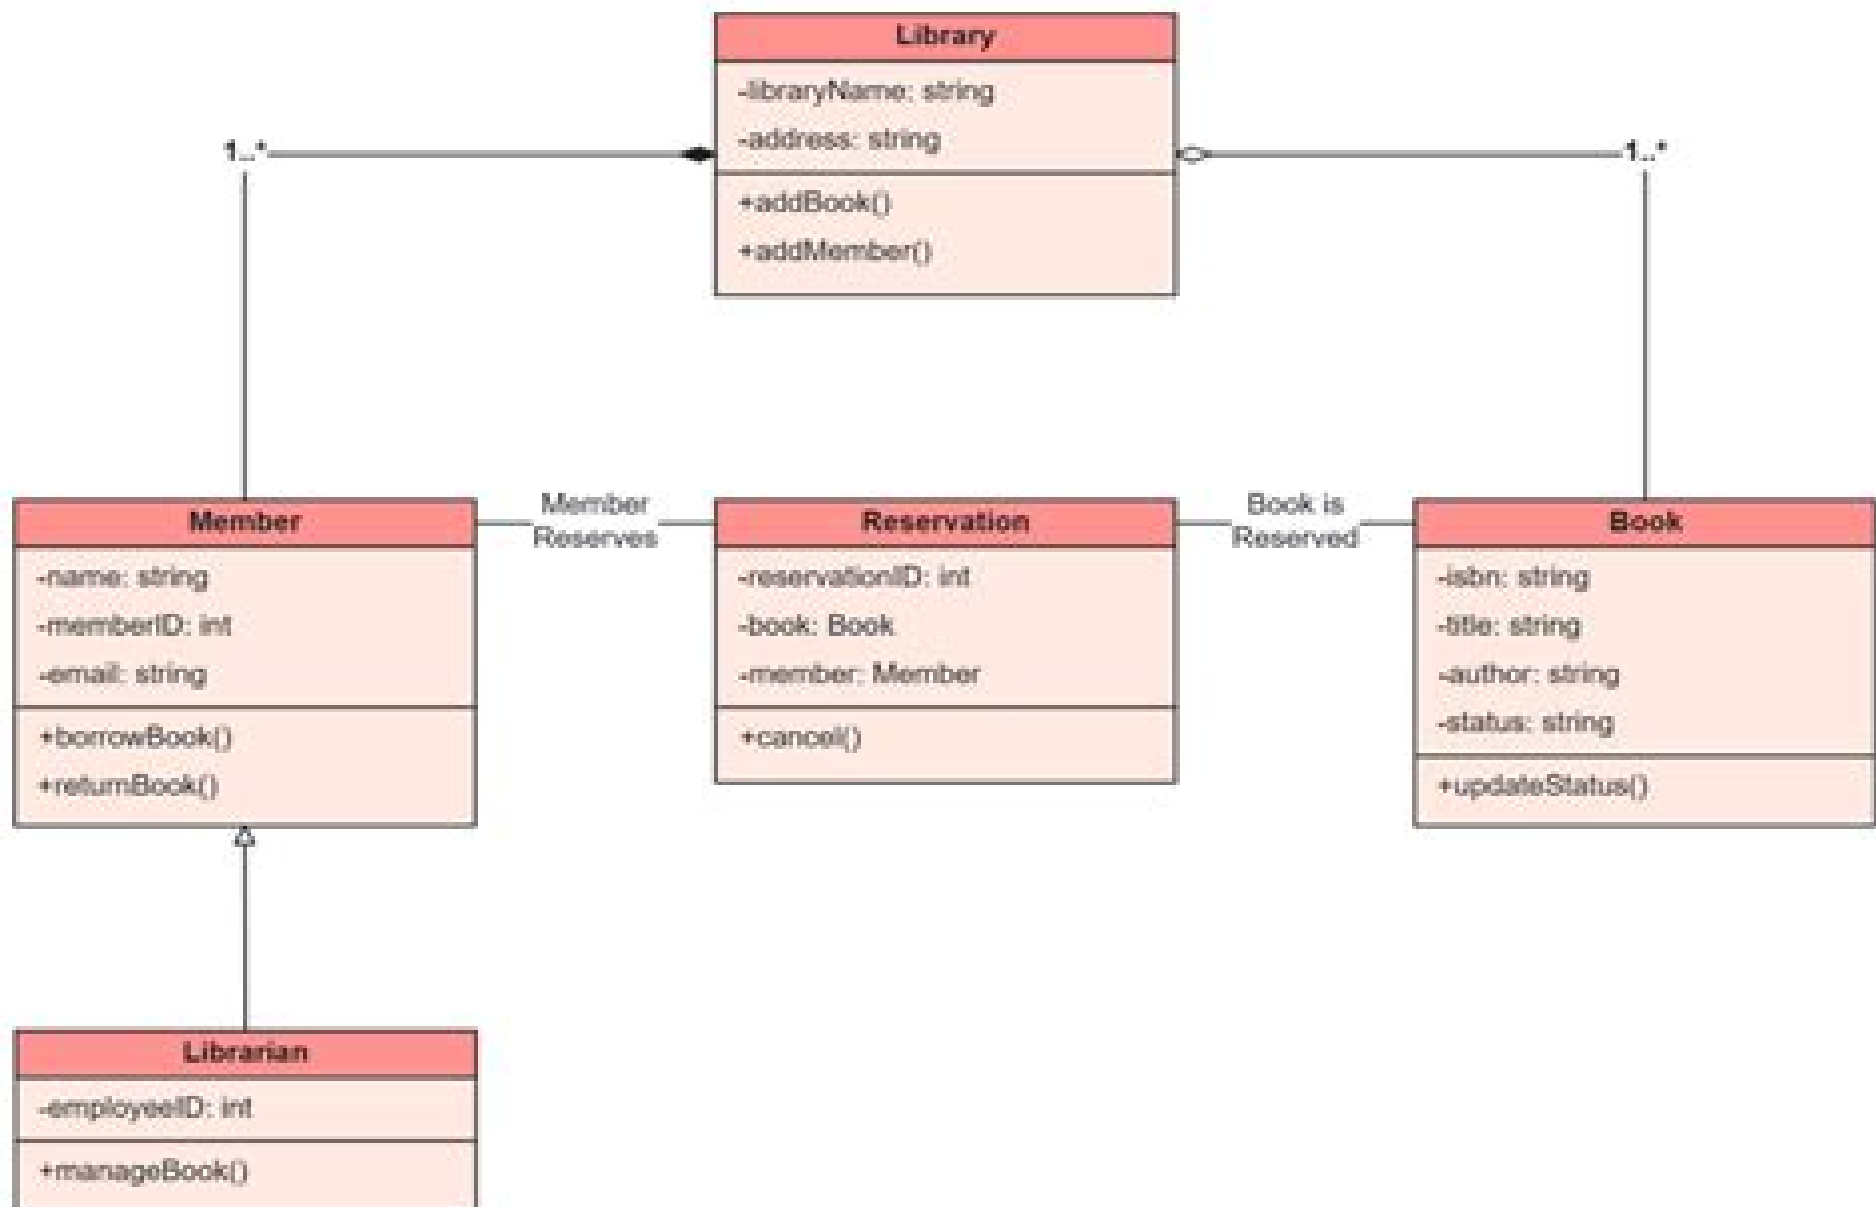 Library
-libraryName: string
-address: string
+addBook()
+addMember()
1..*
1..*
Member
-name: string
-memberID: int
-email: string
+borrowBook()
+returnBook()
Member
Reserves
Reservation
-reservationID: int
-book: Book
-member: Member
+cancel()
Book is
Reserved
Book
-isbn: string
-title: string
-author: string
-status: string
+updateStatus()
Librarian
-employeeID: int
+manageBook()